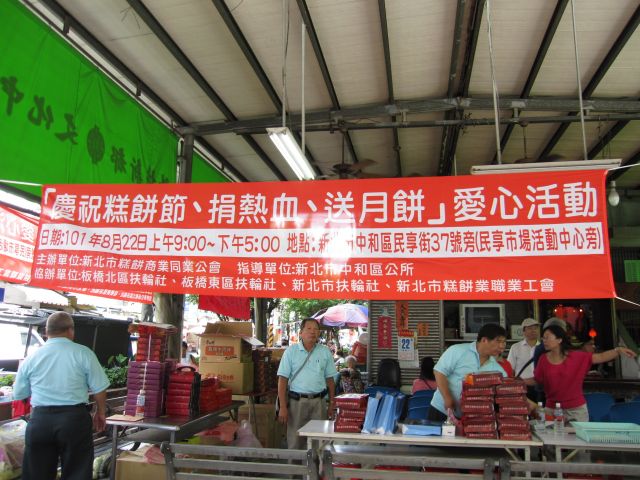 「慶祝糕餅節、捐熱血、送月餅」愛心活動
日期:101年8月22日上午9:00~下午5:00 地點:新北市中和區民享街37號旁(民享市場活動中心旁)
主辦單位:新北市糕餅商業同業公會 指導單位:新北市中和區公所
協辦單位:板橋北區扶輪社、板橋東區扶輪社、新北市扶輪社、新北市糕餅業職業工會
22